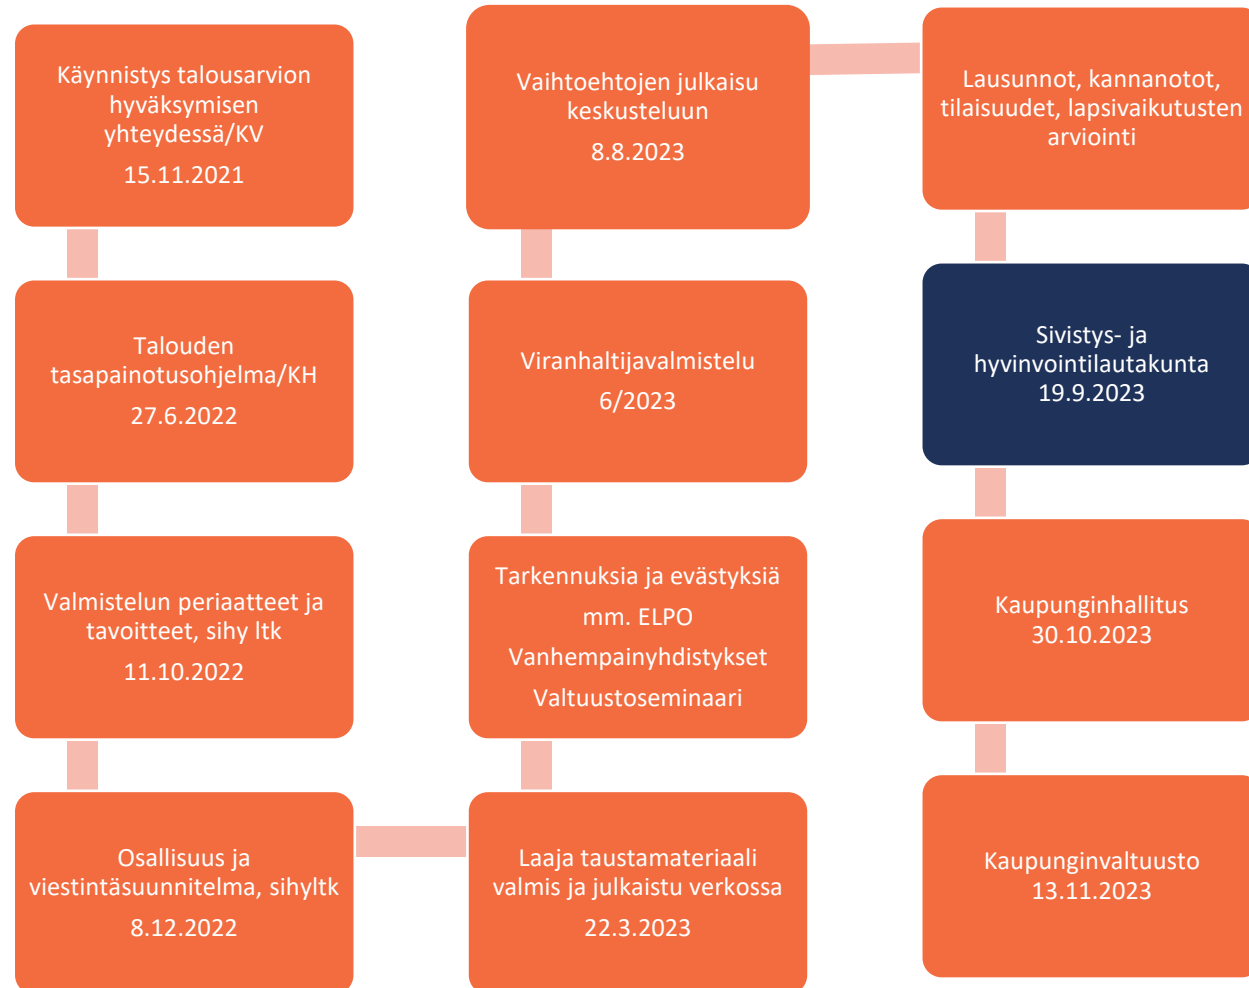 Käynnistys talousarvion
hyväksymisen
yhteydessä/KV
15.11.2021
Talouden
tasapainotusohjelma/KH
27.6.2022
Valmistelun periaatteet ja
tavoitteet, sihy ltk
11.10.2022
Osallisuus ja
viestintäsuunnitelma, sihyltk
8.12.2022
Laaja taustamateriaali
valmis ja julkaistu verkossa
22.3.2023
Tarkennuksia ja evästyksiä
mm. ELPO
Vanhempainyhdistykset
Valtuustoseminaari
Viranhaltijavalmistelu
6/2023
Vaihtoehtojen julkaisu
keskusteluun
8.8.2023
Lausunnot, kannanotot,
tilaisuudet, lapsivaikutusten
arviointi
Sivistys- ja
hyvinvointilautakunta
19.9.2023
Kaupunginhallitus
30.10.2023
Kaupunginvaltuusto
13.11.2023